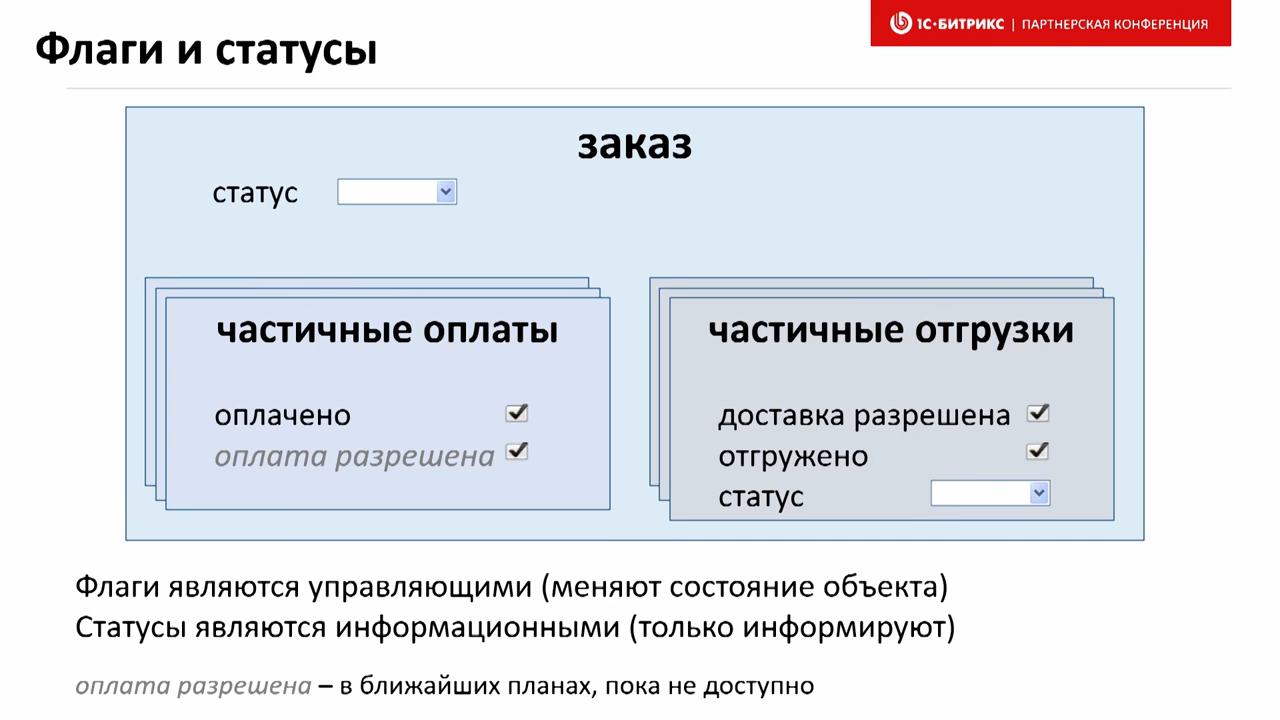 Флаги и статусы
1С·БИТРИКС | ПАРТНЕРСКАЯ КОНФЕРЕНЦИЯ
заказ
статус
частичные оплаты
оплачено
оплата разрешена
частичные отгрузки
доставка разрешена
отгружено
статус
Флаги являются управляющими (меняют состояние объекта)
Статусы являются информационными (только информируют)
оплата разрешена – в ближайших планах, пока не доступно